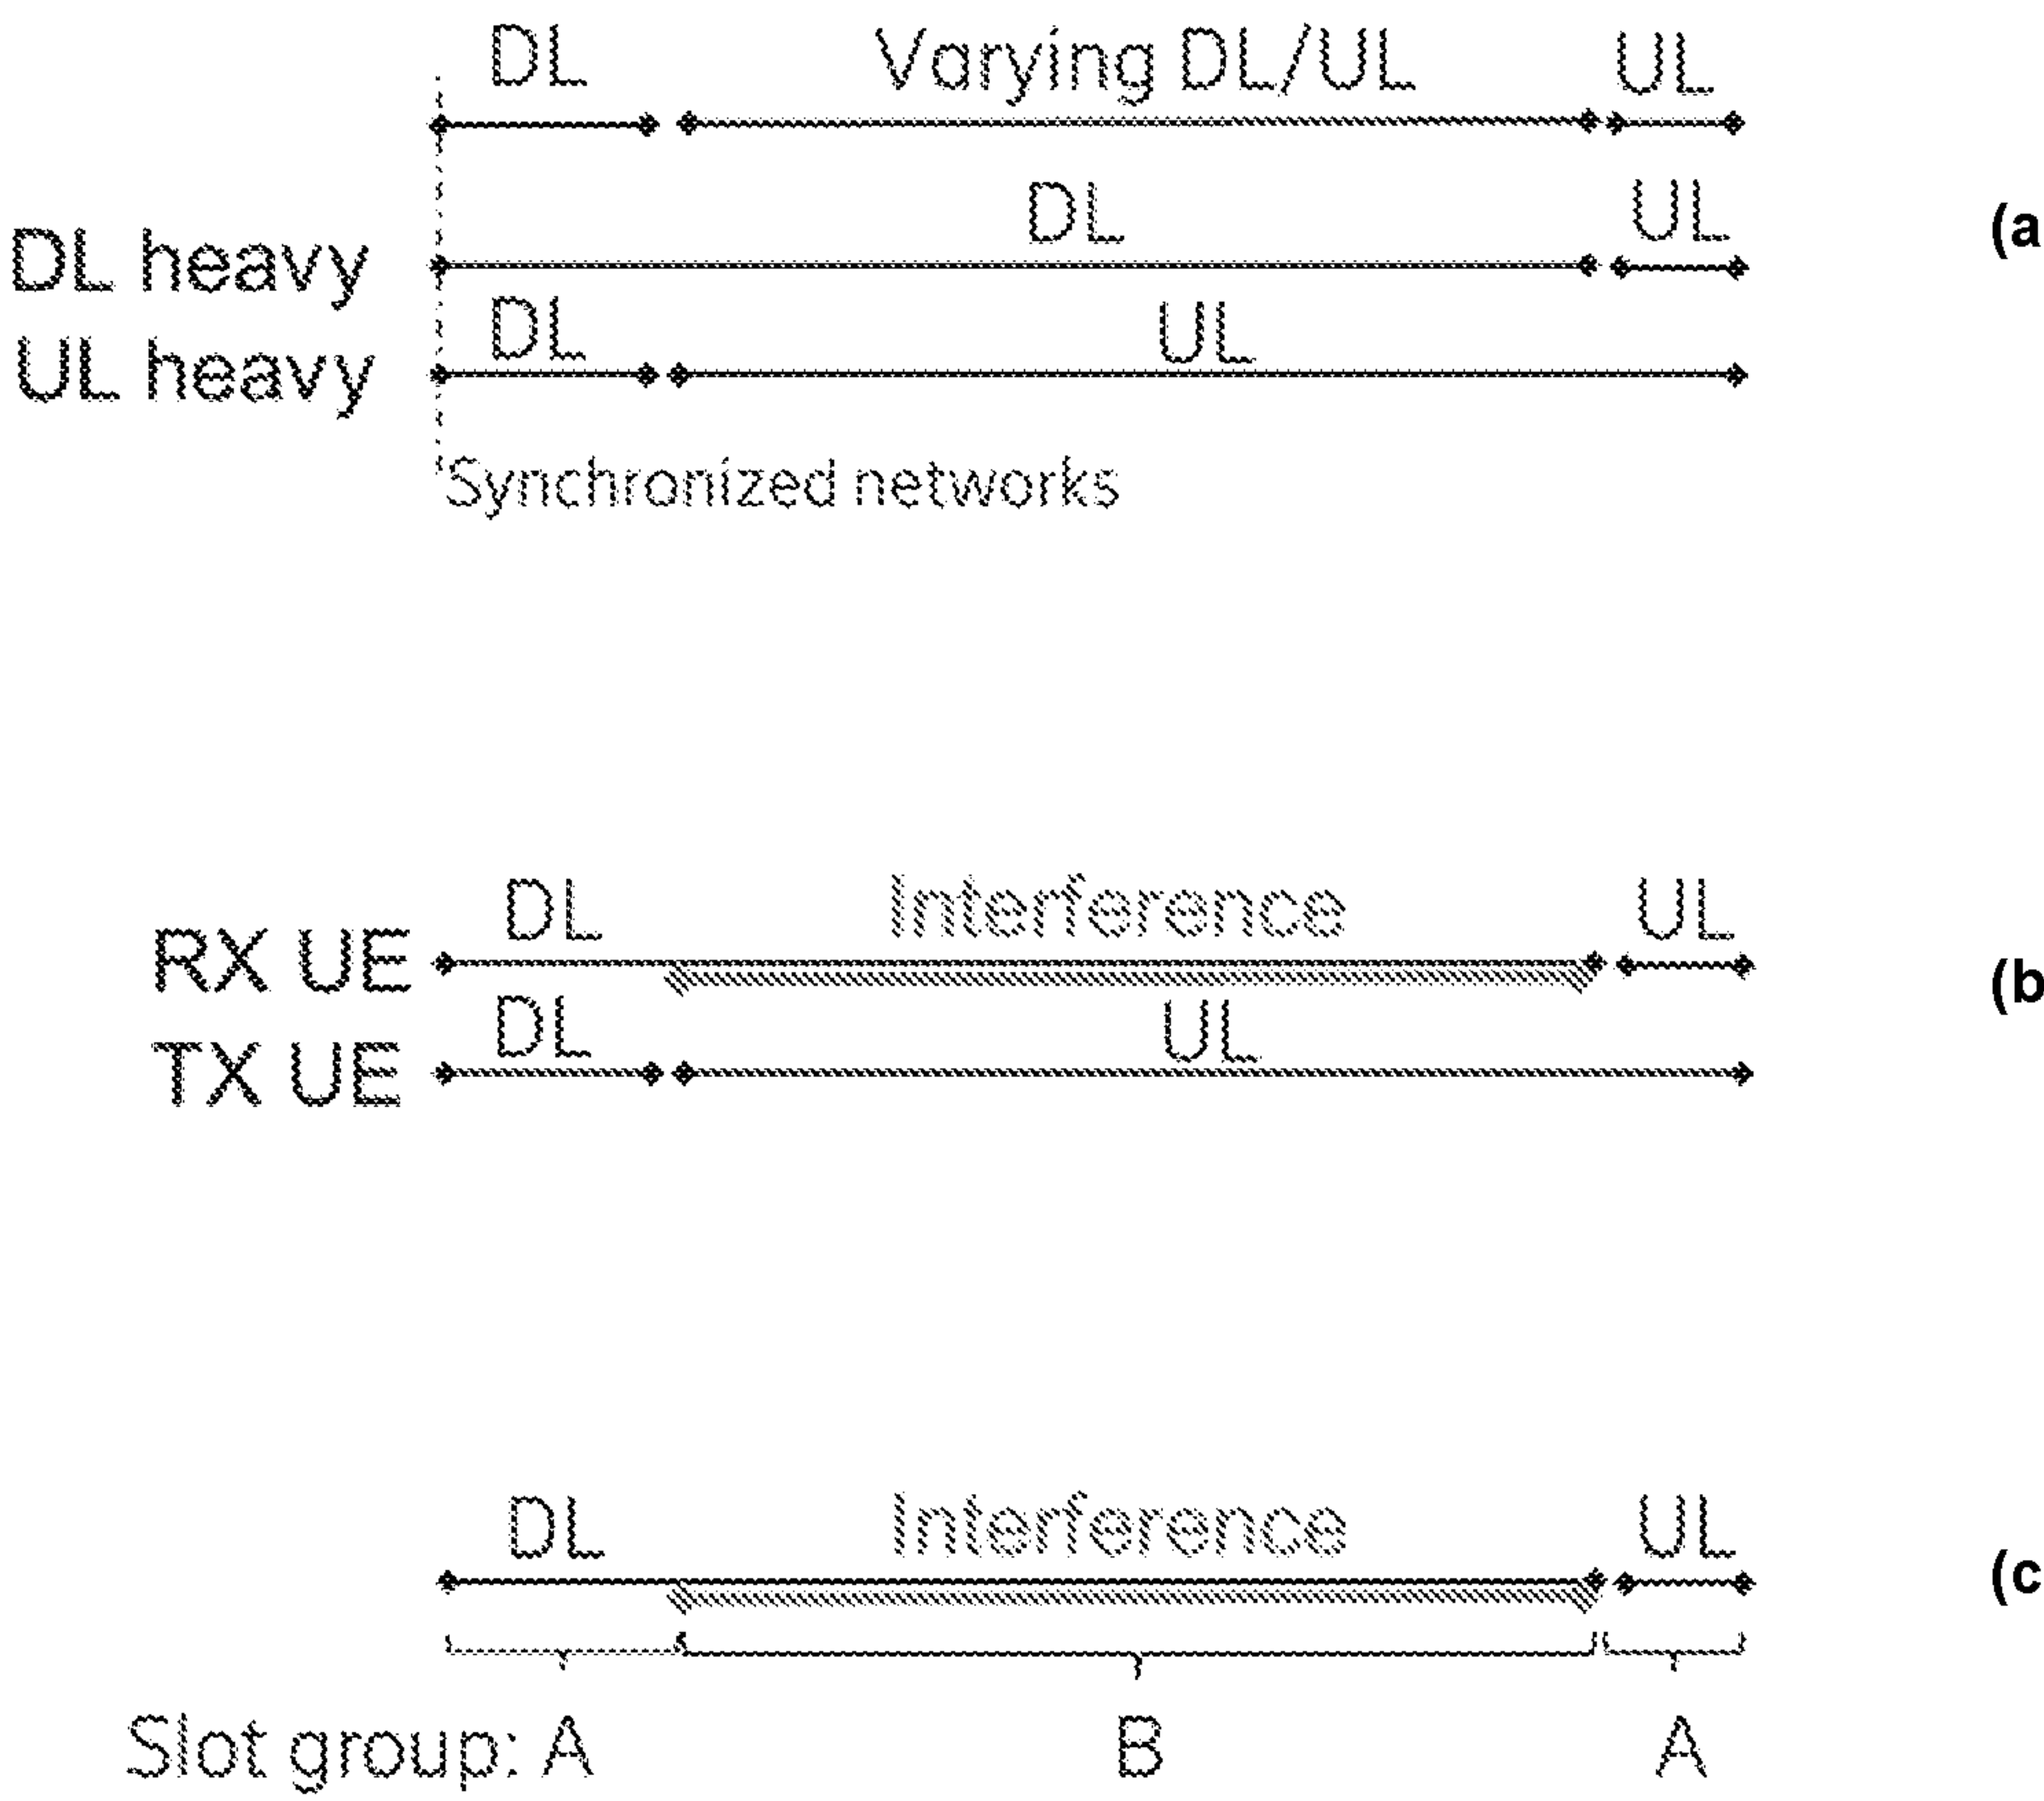 DL Varying DL/UL UL
DL UL (a
DL heavy
DL UL
UL heavy
Synchronized networks
DL Interference UL
RX UE (b
DL UL
TX UE
DL Interference UL
(c
Slot group: A B A